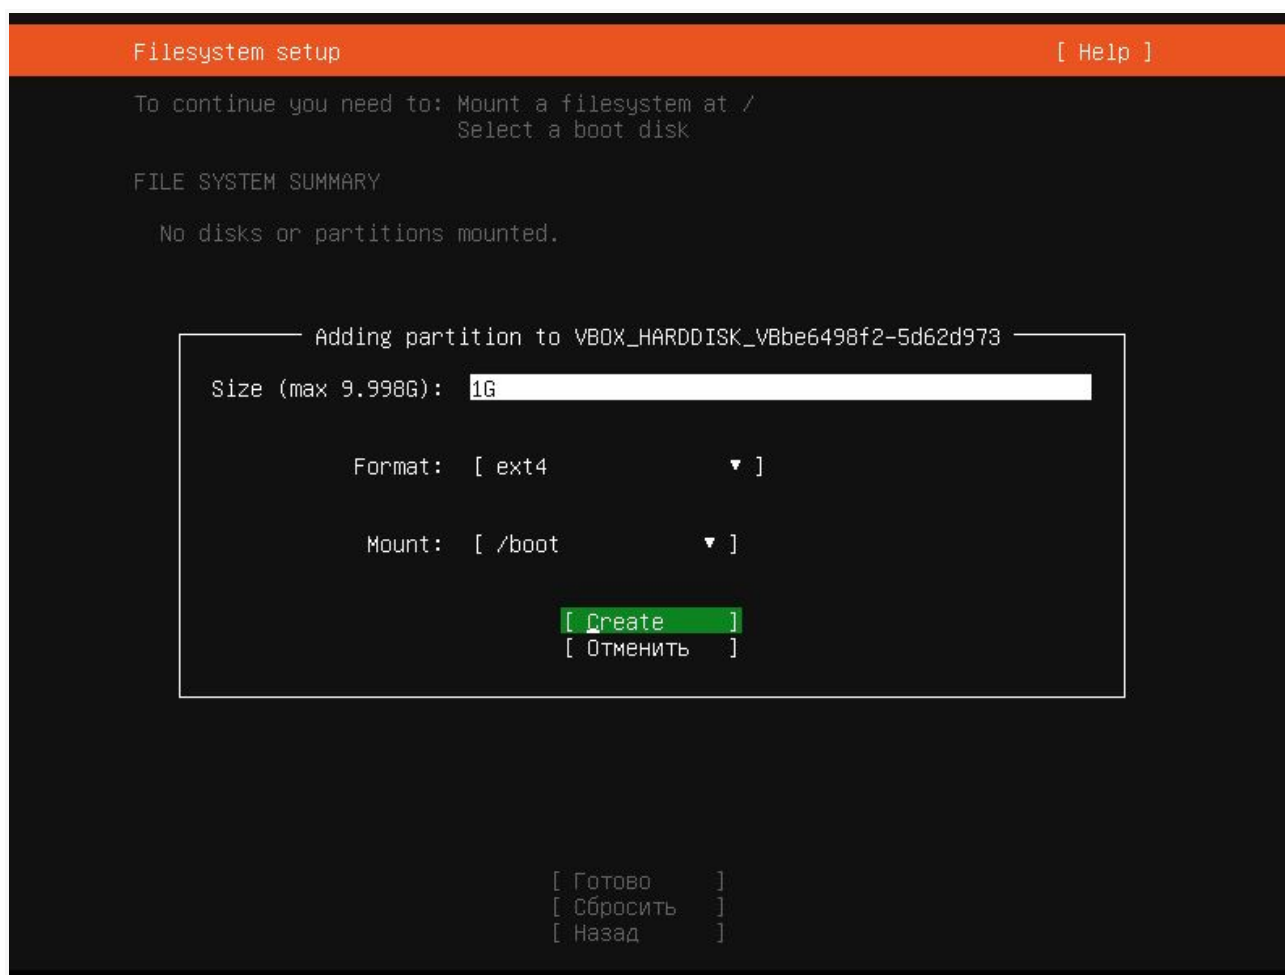 Filesystem setup [ Help ]
To continue you need to: Mount a filesystem at /
Select a boot disk
FILE SYSTEM SUMMARY
No disks or partitions mounted.
Adding partition to VBOX_HARDDISK_VBbe6498f2-5d62d973
Size (max 9.998G): 1G
Format: [ ext4 ▾ ]
Mount: [ /boot ▾ ]
[ Create ]
[ Отменить ]
[ Готово ]
[ Сбросить ]
[ Назад ]